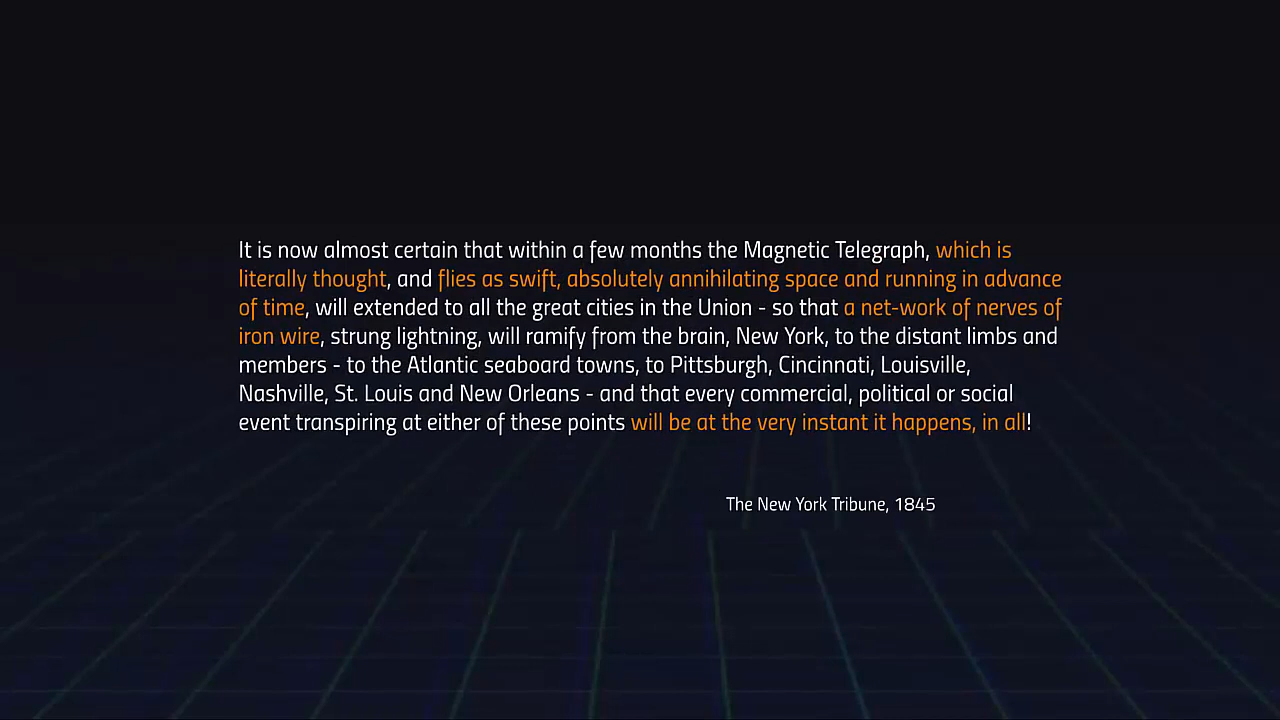 It is now almost certain that within a few months the Magnetic Telegraph, which is
literally thought, and flies as swift, absolutely annihilating space and running in advance
of time, will extended to all the great cities in the Union - so that a net-work of nerves of
iron wire, strung lightning, will ramify from the brain, New York, to the distant limbs and
members - to the Atlantic seaboard towns, to Pittsburgh, Cincinnati, Louisville,
Nashville, St. Louis and New Orleans - and that every commercial, political or social
event transpiring at either of these points will be at the very instant it happens, in all!
The New York Tribune, 1845